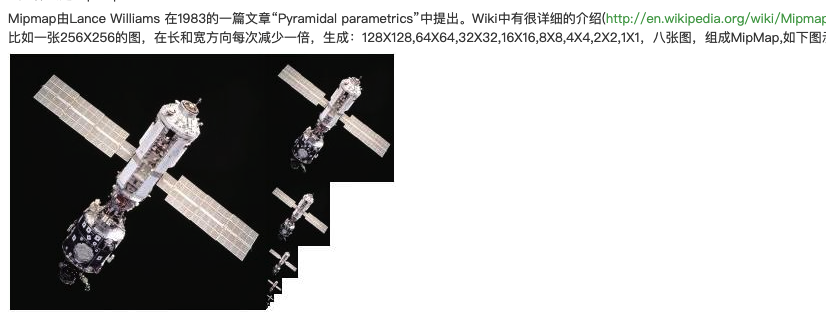 Mipmap由Lance Williams 在1983的一篇文章“Pyramidal parametrics”中提出。Wiki中有很详细的介绍(http://en.wikipedia.org/wiki/Mipmap
比如一张256X256的图，在长和宽方向每次减少一倍，生成：128X128,64X64,32X32,16X16,8X8,4X4,2X2,1X1，八张图，组成MipMap,如下图